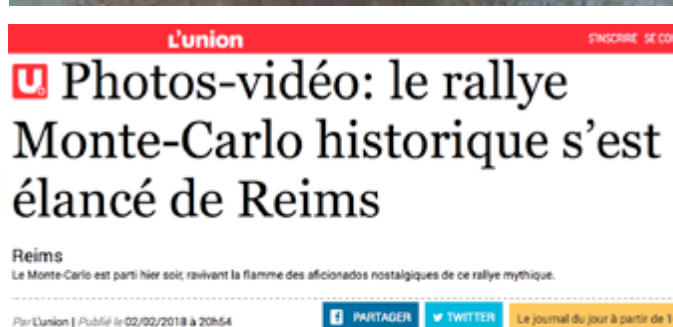 L'union
S'INSCRIRE SE CO
U Photos-vidéo: le rallye
Monte-Carlo historique s'est
élancé de Reims
Reims
Le Monte-Carlo est parti hier soir, ravivant la flamme des aficionados nostalgiques de ce rallye mythique.
Par L'union | Publié le 02/02/2018 à 20h54
PARTAGER
TWITTER
Le journal du jour à partir de 1